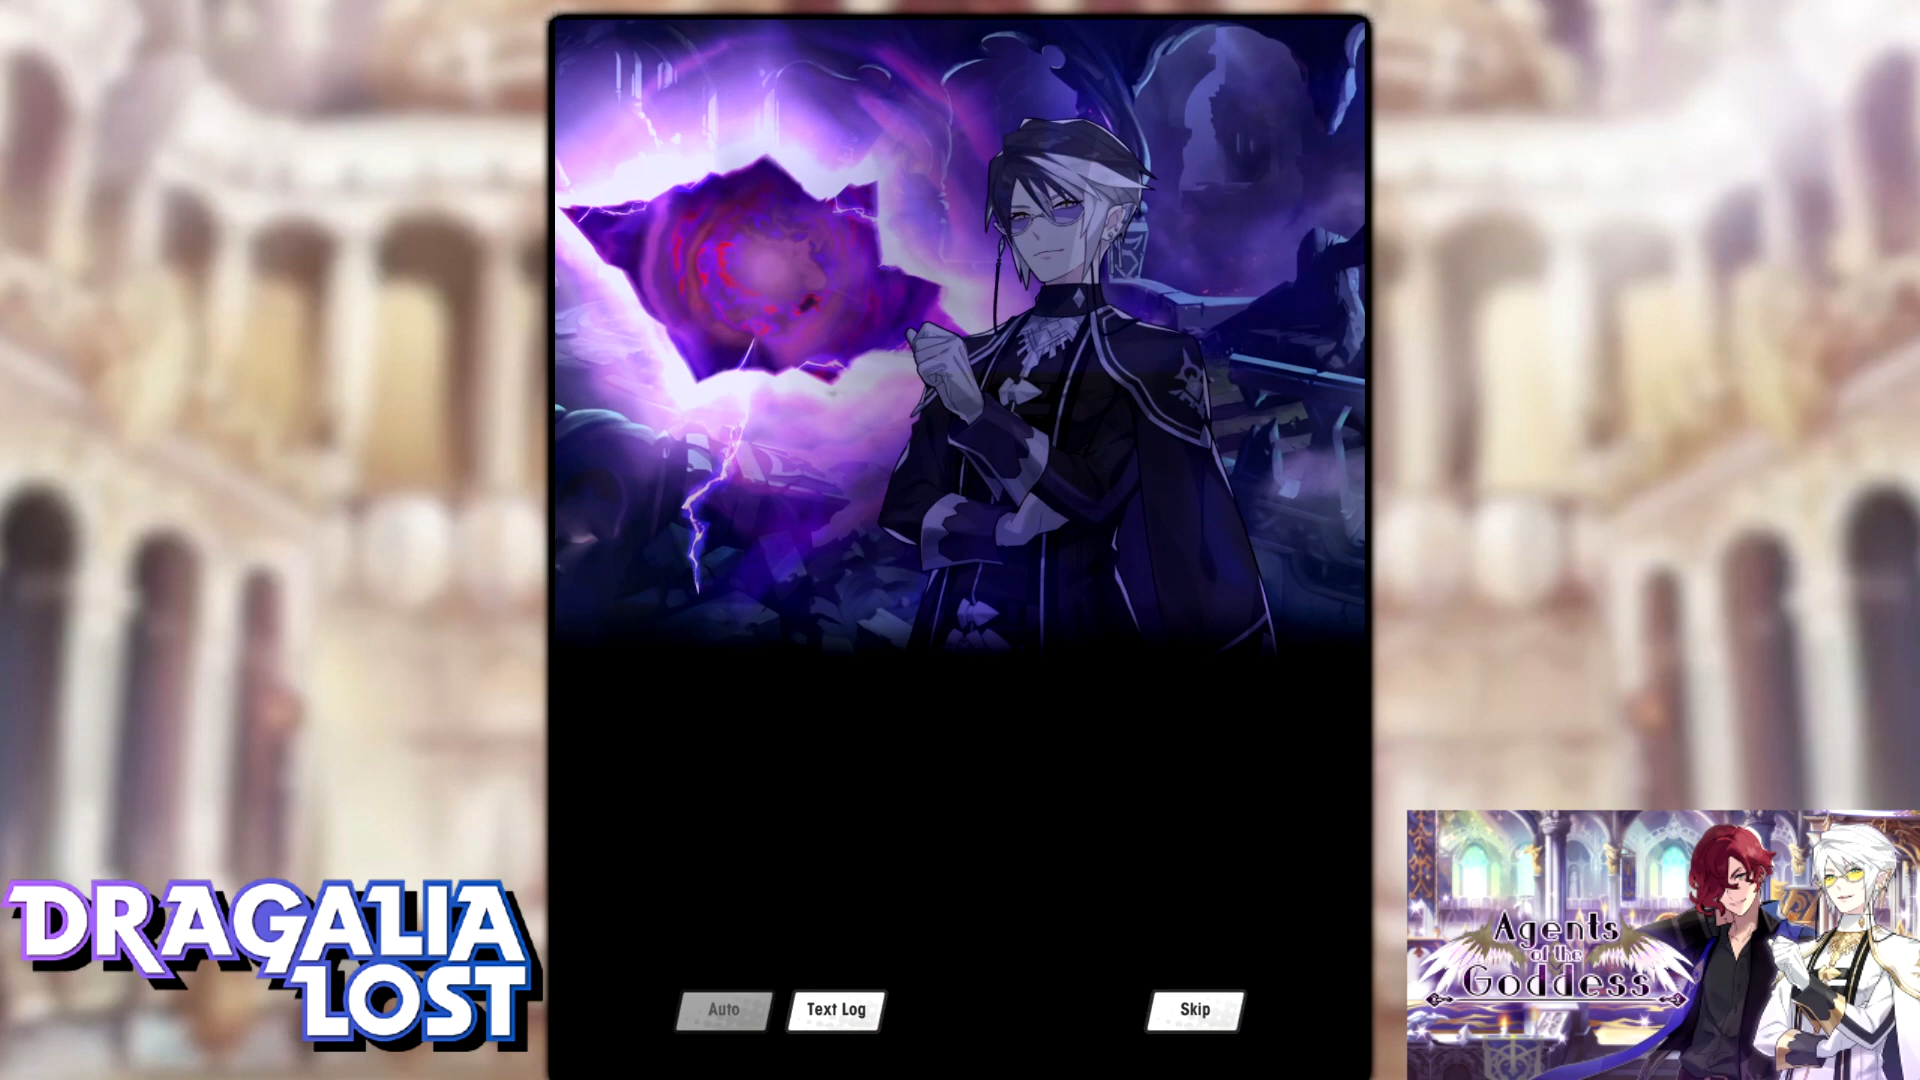 DRAGALIA
LOST
Auto
Text Log
Skip
Agents
of the
Goddess